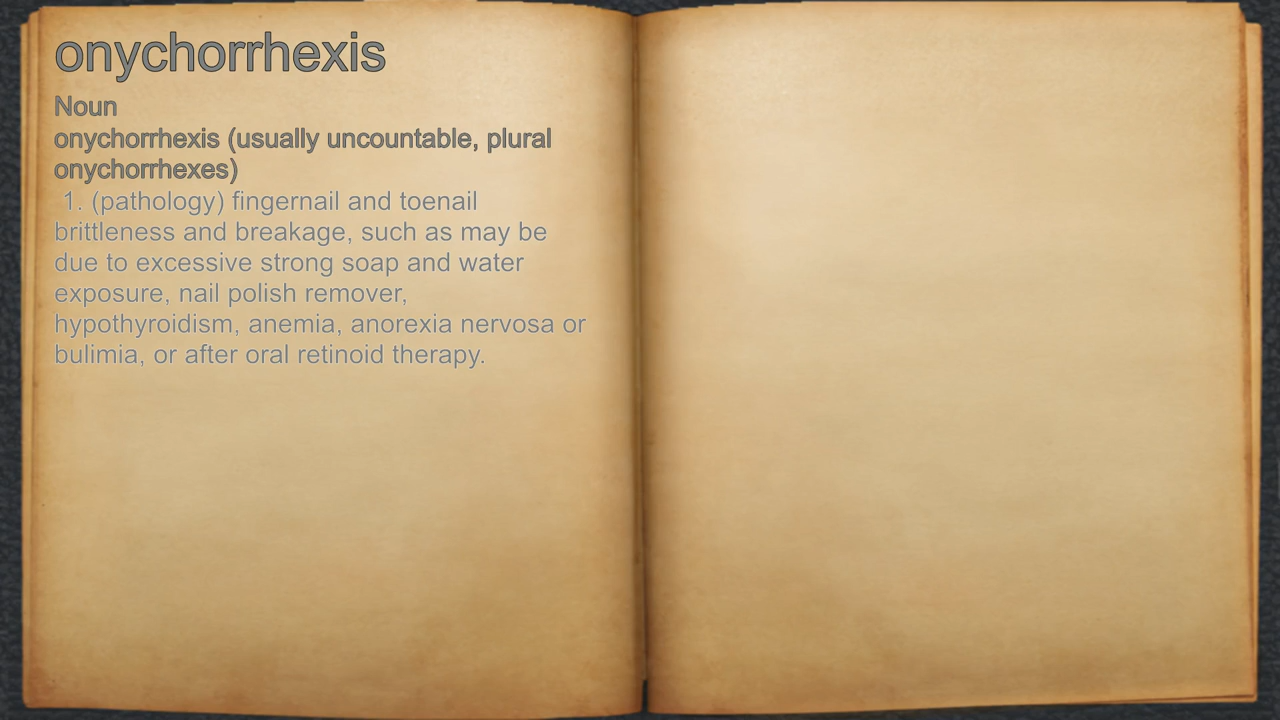 onychorrhexis
Noun
onychorrhexis (usually uncountable, plural
onychorrhexes)
1. (pathology) fingernail and toenail
brittleness and breakage, such as may be
due to excessive strong soap and water
exposure, nail polish remover,
hypothyroidism, anemia, anorexia nervosa or
bulimia, or after oral retinoid therapy.